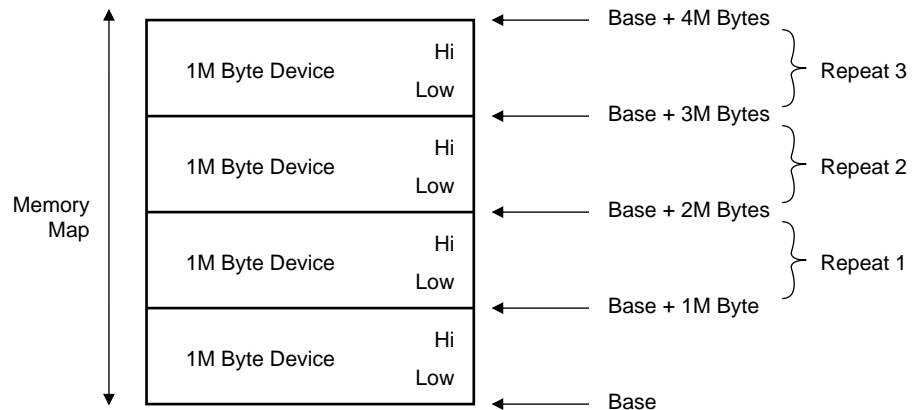 Base + 4M Bytes
Hi
1M Byte Device
Low
Repeat 3
Base + 3M Bytes
Hi
1M Byte Device
Low
Repeat 2
Memory
Map
Base + 2M Bytes
Hi
1M Byte Device
Low
Repeat 1
Base + 1M Byte
Hi
1M Byte Device
Low
Base